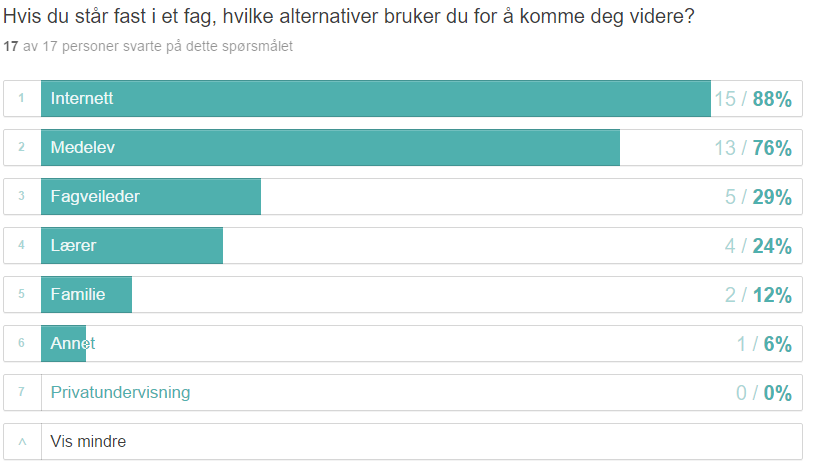 Hvis du står fast i et fag, hvilke alternativer bruker du for å komme deg videre?
17 av 17 personer svarte på dette spørsmålet
1 Internett 15 / 88%
2 Medelev 13 / 76%
3 Fagveileder 5 / 29%
4 Lærer 4 / 24%
5 Familie 2 / 12%
6 Annet 1 / 6%
7 Privatundervisning 0 / 0%
^ Vis mindre